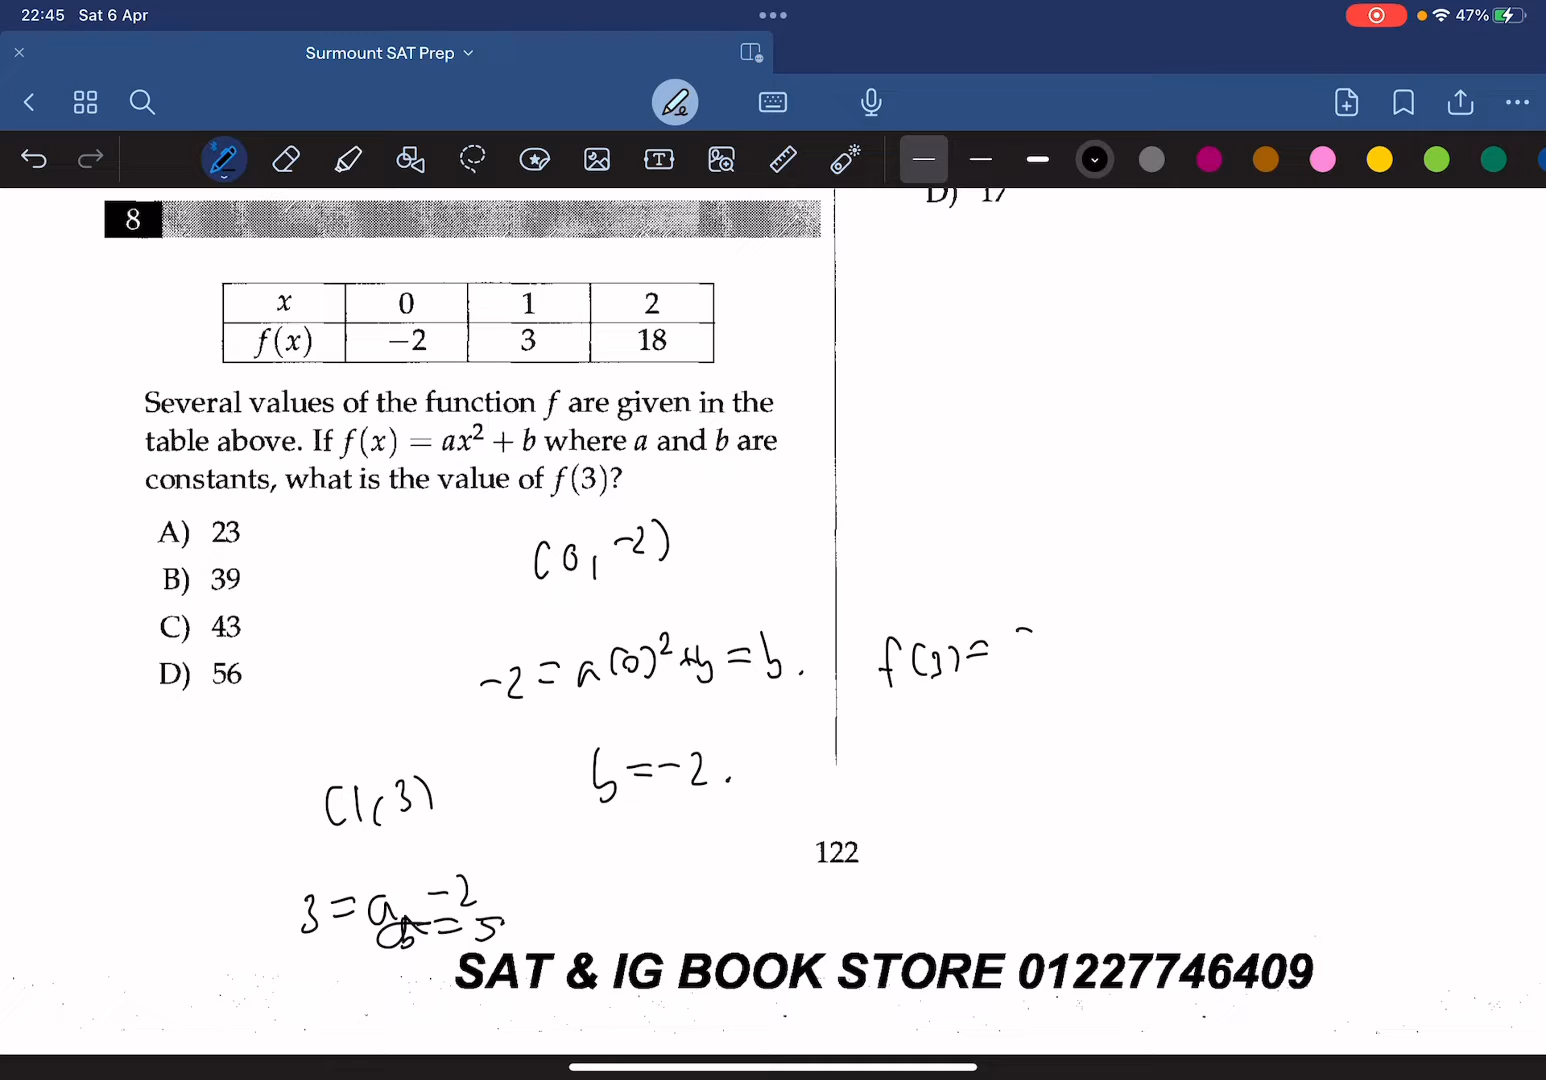 22:45 Sat 6 Apr
47%
Surmount SAT Prep
D) 17
8
x 0 1 2
f(x) −2 3 18
Several values of the function f are given in the
table above. If f(x) = ax² + b where a and b are
constants, what is the value of f(3)?
A) 23
B) 39
C) 43
D) 56
(0, -2)
-2 = a(0)² + b = b.
b = -2.
(1, 3)
3 = a - 2
= 5
f(3) =
122
SAT & IG BOOK STORE 01227746409